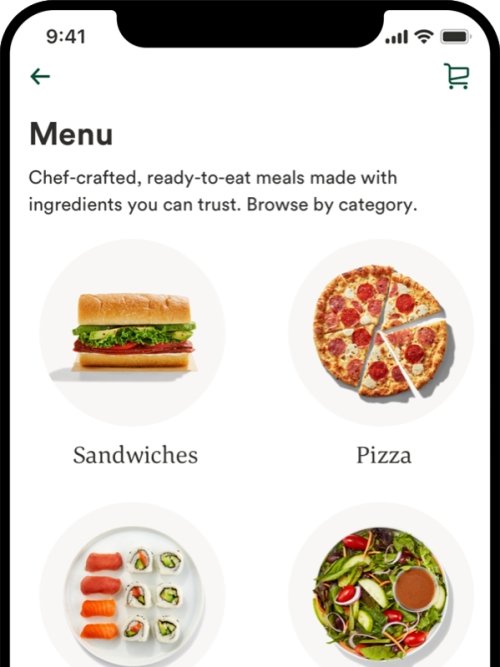 9:41
Menu
Chef-crafted, ready-to-eat meals made with
ingredients you can trust. Browse by category.
Sandwiches
Pizza